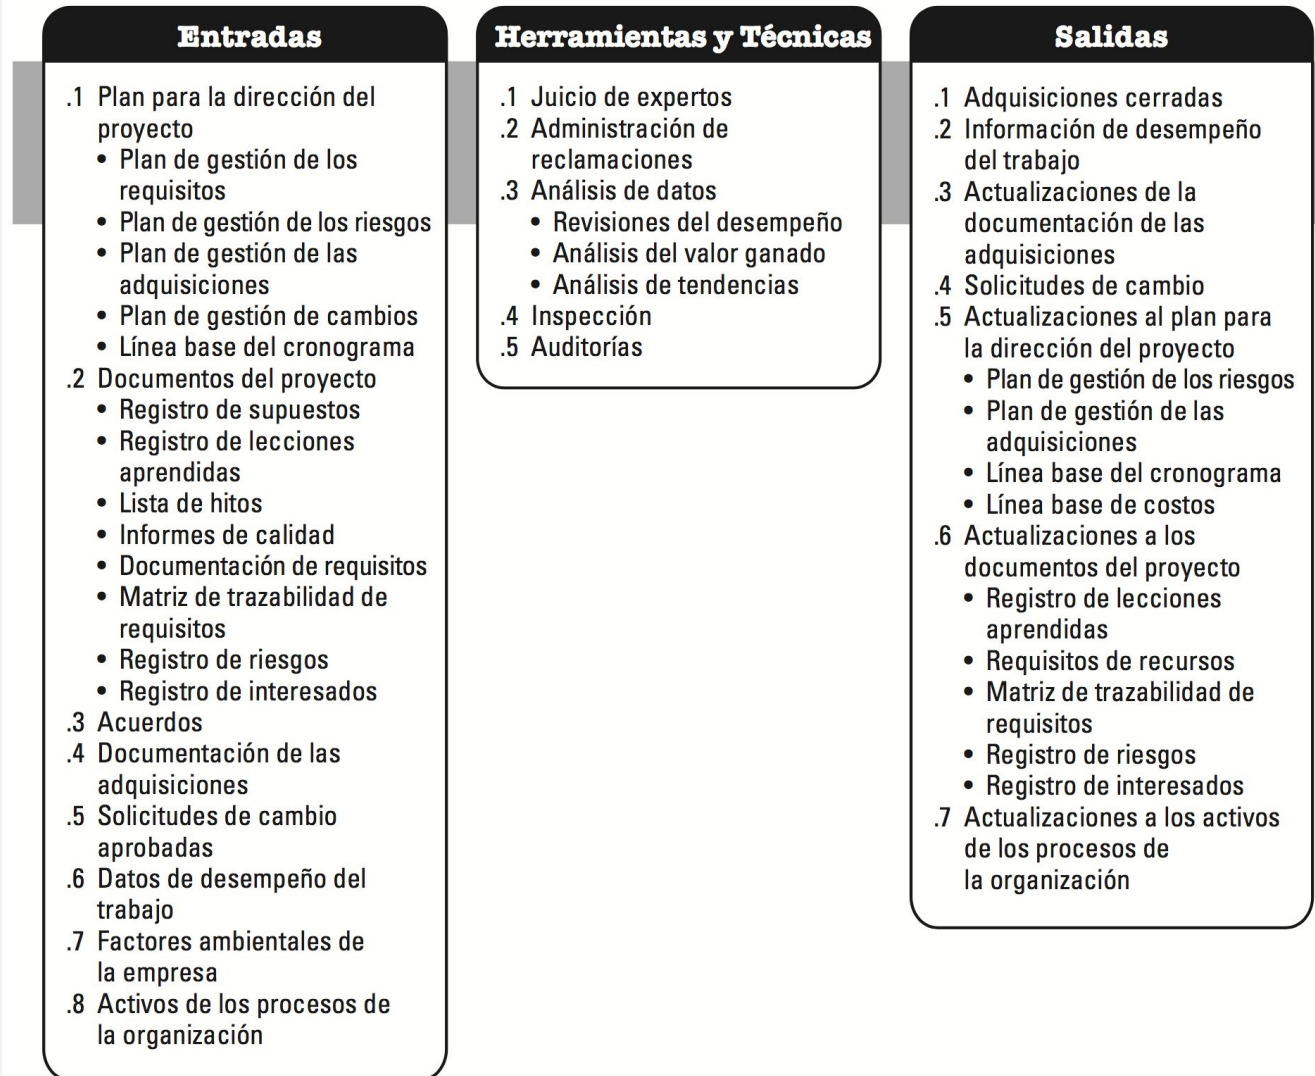 Entradas
.1 Plan para la dirección del
proyecto
• Plan de gestión de los
requisitos
• Plan de gestión de los riesgos
• Plan de gestión de las
adquisiciones
• Plan de gestión de cambios
• Línea base del cronograma
.2 Documentos del proyecto
• Registro de supuestos
• Registro de lecciones
aprendidas
• Lista de hitos
• Informes de calidad
• Documentación de requisitos
• Matriz de trazabilidad de
requisitos
• Registro de riesgos
• Registro de interesados
.3 Acuerdos
.4 Documentación de las
adquisiciones
.5 Solicitudes de cambio
aprobadas
.6 Datos de desempeño del
trabajo
.7 Factores ambientales de
la empresa
.8 Activos de los procesos de
la organización
Herramientas y Técnicas
.1 Juicio de expertos
.2 Administración de
reclamaciones
.3 Análisis de datos
• Revisiones del desempeño
• Análisis del valor ganado
• Análisis de tendencias
.4 Inspección
.5 Auditorías
Salidas
.1 Adquisiciones cerradas
.2 Información de desempeño
del trabajo
.3 Actualizaciones de la
documentación de las
adquisiciones
.4 Solicitudes de cambio
.5 Actualizaciones al plan para
la dirección del proyecto
• Plan de gestión de los riesgos
• Plan de gestión de las
adquisiciones
• Línea base del cronograma
• Línea base de costos
.6 Actualizaciones a los
documentos del proyecto
• Registro de lecciones
aprendidas
• Requisitos de recursos
• Matriz de trazabilidad de
requisitos
• Registro de riesgos
• Registro de interesados
.7 Actualizaciones a los activos
de los procesos de
la organización